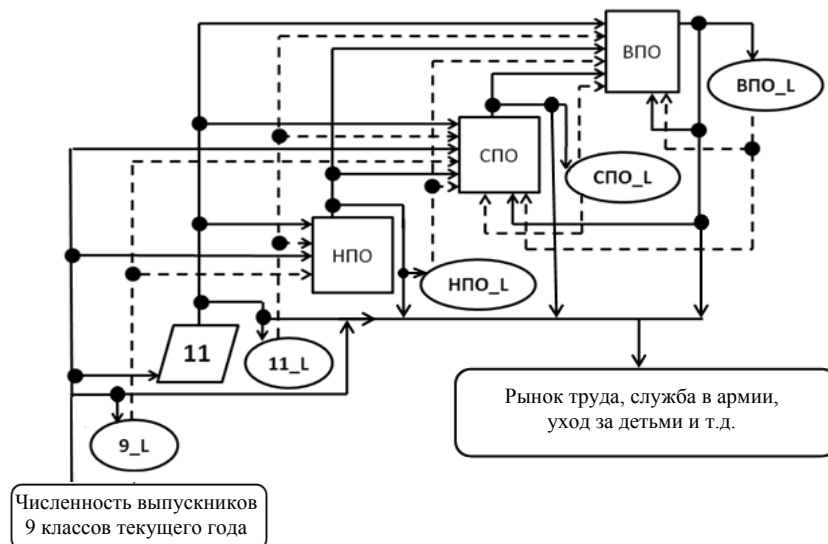 ВПО
ВПО_L
СПО
СПО_L
НПО
НПО_L
11
11_L
9_L
Рынок труда, служба в армии,
уход за детьми и т.д.
Численность выпускников
9 классов текущего года